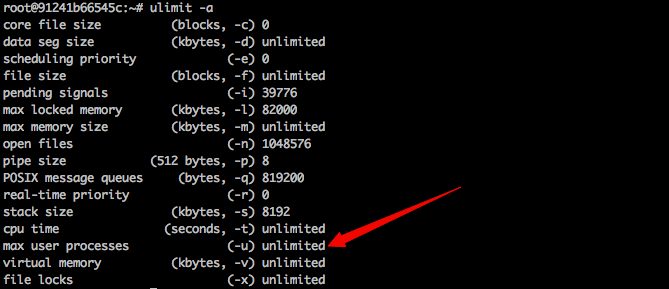 root@91241b66545c:~# ulimit -a
core file size          (blocks, -c) 0
data seg size           (kbytes, -d) unlimited
scheduling priority             (-e) 0
file size               (blocks, -f) unlimited
pending signals                 (-i) 39776
max locked memory       (kbytes, -l) 82000
max memory size         (kbytes, -m) unlimited
open files                      (-n) 1048576
pipe size            (512 bytes, -p) 8
POSIX message queues     (bytes, -q) 819200
real-time priority              (-r) 0
stack size              (kbytes, -s) 8192
cpu time               (seconds, -t) unlimited
max user processes              (-u) unlimited
virtual memory          (kbytes, -v) unlimited
file locks                      (-x) unlimited